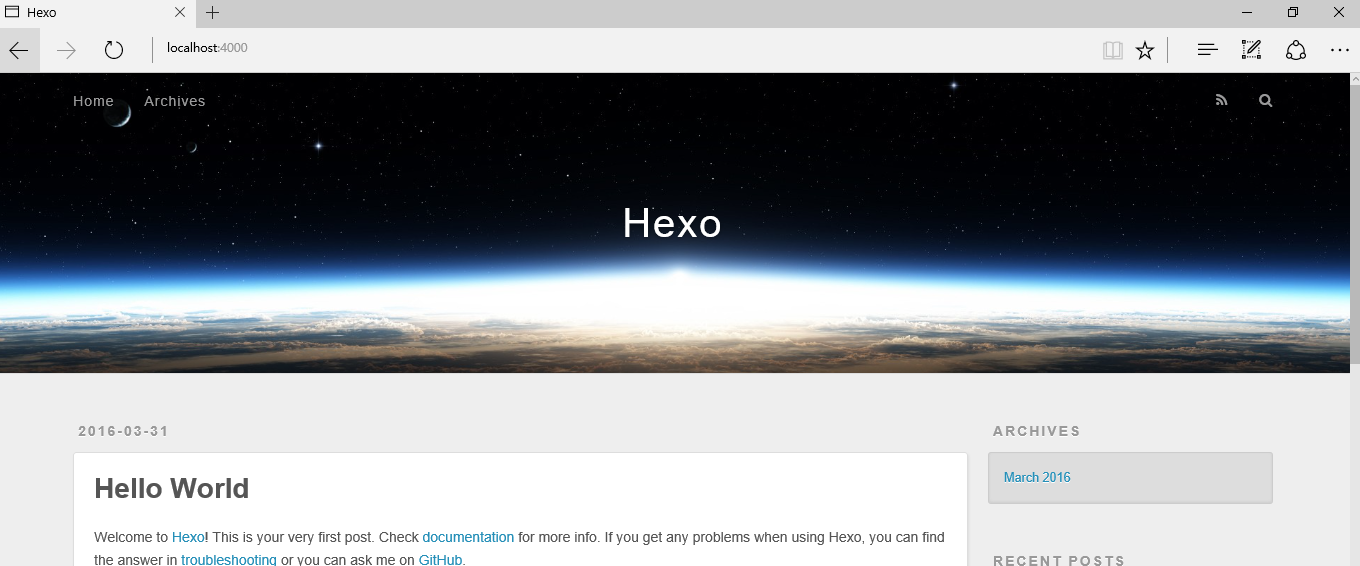 Hexo
localhost:4000
Home Archives
Hexo
2016-03-31
Hello World
Welcome to Hexo! This is your very first post. Check documentation for more info. If you get any problems when using Hexo, you can find
the answer in troubleshooting or you can ask me on GitHub.
ARCHIVES
March 2016
RECENT POSTS